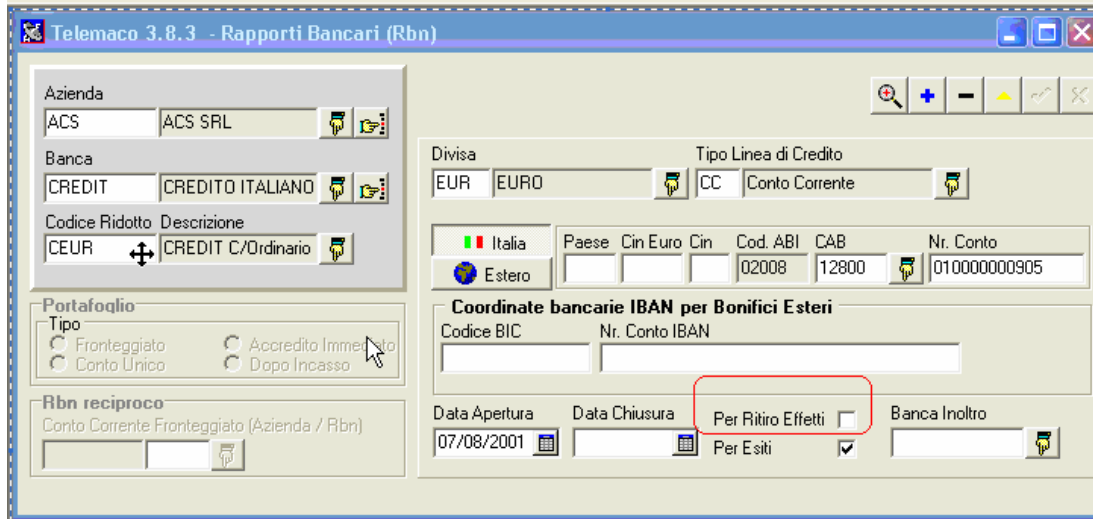 Telemaco 3.8.3 - Rapporti Bancari (Rbn)
Azienda
ACS ACS SRL
Banca
CREDIT CREDITO ITALIANO
Codice Ridotto Descrizione
CEUR CREDIT C/Ordinario
Portafoglio
Tipo
Fronteggiato Accredito Immediato
Conto Unico Dopo Incasso
Rbn reciproco
Conto Corrente Fronteggiato (Azienda / Rbn)
Divisa Tipo Linea di Credito
EUR EURO CC Conto Corrente
Italia
Estero
Paese Cin Euro Cin Cod. ABI CAB Nr. Conto
02008 12800 010000000905
Coordinate bancarie IBAN per Bonifici Esteri
Codice BIC Nr. Conto IBAN
Data Apertura Data Chiusura Per Ritiro Effetti Banca Inoltro
07/08/2001 Per Esiti